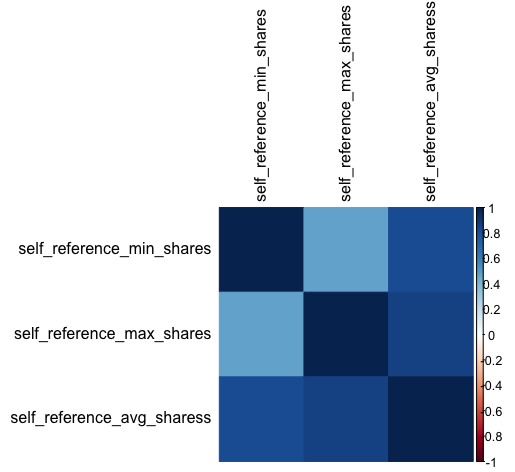 self_reference_min_shares
self_reference_max_shares
self_reference_avg_sharess
self_reference_min_shares
self_reference_max_shares
self_reference_avg_sharess
1
0.8
0.6
0.4
0.2
0
-0.2
-0.4
-0.6
-0.8
-1